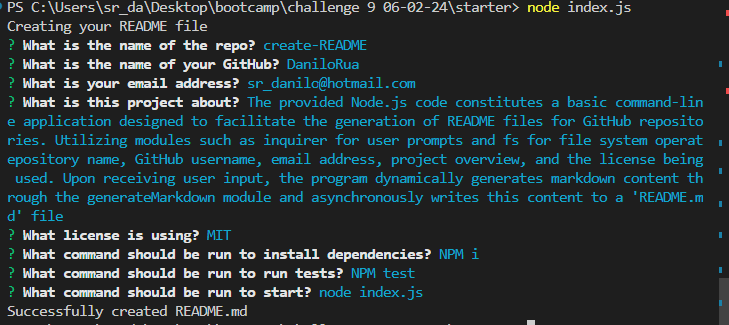 PS C:\Users\sr_da\Desktop\bootcamp\challenge 9 06-02-24\starter> node index.js
Creating your README file
? What is the name of the repo? create-README
? What is the name of your GitHub? DaniloRua
? What is your email address? sr_danilo@hotmail.com
? What is this project about? The provided Node.js code constitutes a basic command-lin
e application designed to facilitate the generation of README files for GitHub reposito
ries. Utilizing modules such as inquirer for user prompts and fs for file system operat
epository name, GitHub username, email address, project overview, and the license being
 used. Upon receiving user input, the program dynamically generates markdown content th
rough the generateMarkdown module and asynchronously writes this content to a 'README.m
d' file
? What license is using? MIT
? What command should be run to install dependencies? NPM i
? What command should be run to run tests? NPM test
? What command should be run to start? node index.js
Successfully created README.md